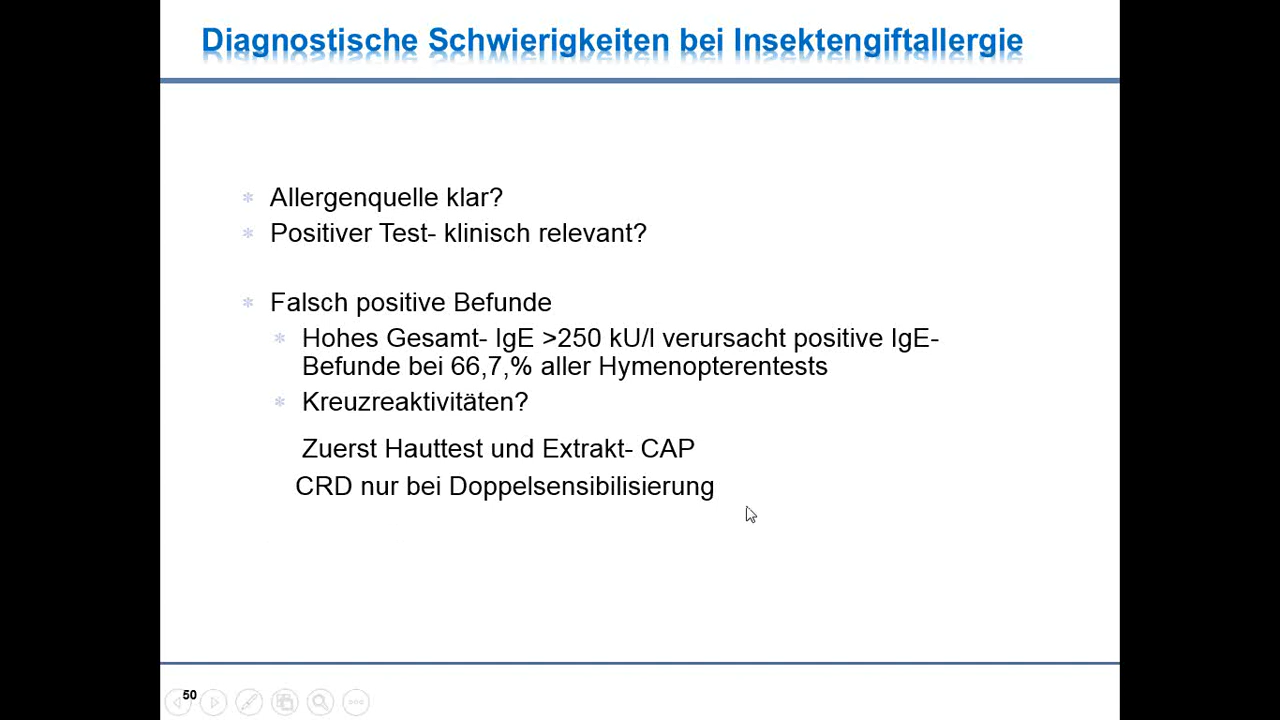 Diagnostische Schwierigkeiten bei Insektengiftallergie
Allergenquelle klar?
Positiver Test- klinisch relevant?
Falsch positive Befunde
Hohes Gesamt- IgE >250 kU/l verursacht positive IgE-
Befunde bei 66,7,% aller Hymenopterentests
Kreuzreaktivitäten?
Zuerst Hauttest und Extrakt- CAP
CRD nur bei Doppelsensibilisierung
50